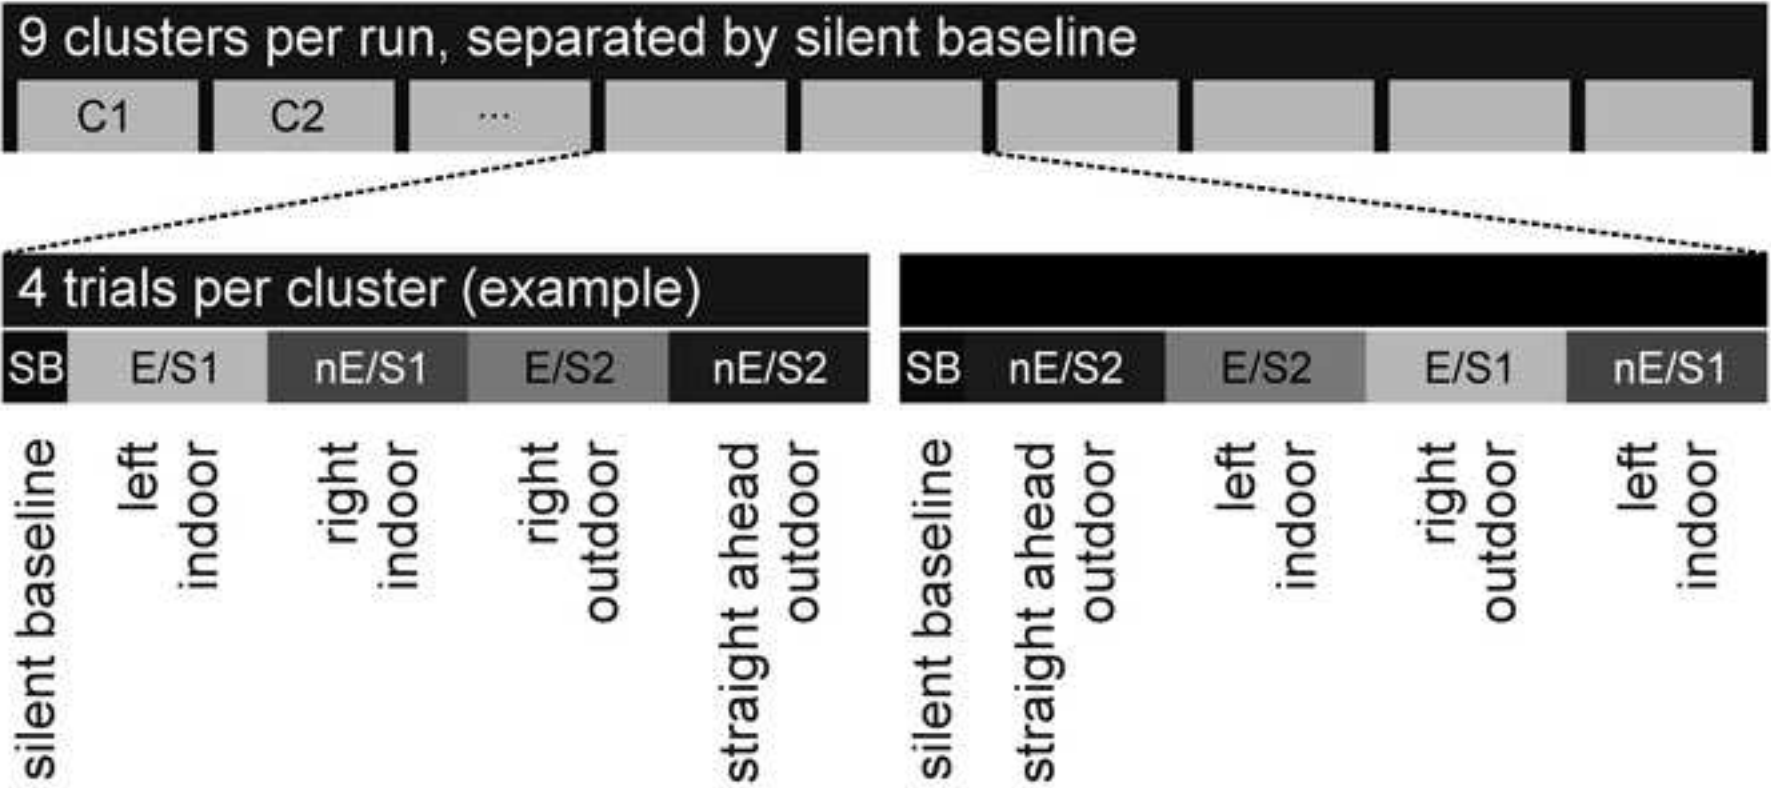 9 clusters per run, separated by silent baseline
C1 C2 ...
4 trials per cluster (example)
SB E/S1 nE/S1 E/S2 nE/S2
SB nE/S2 E/S2 E/S1 nE/S1
silent baseline
left
indoor
right
indoor
right
outdoor
straight ahead
outdoor
silent baseline
straight ahead
outdoor
left
indoor
right
outdoor
left
indoor